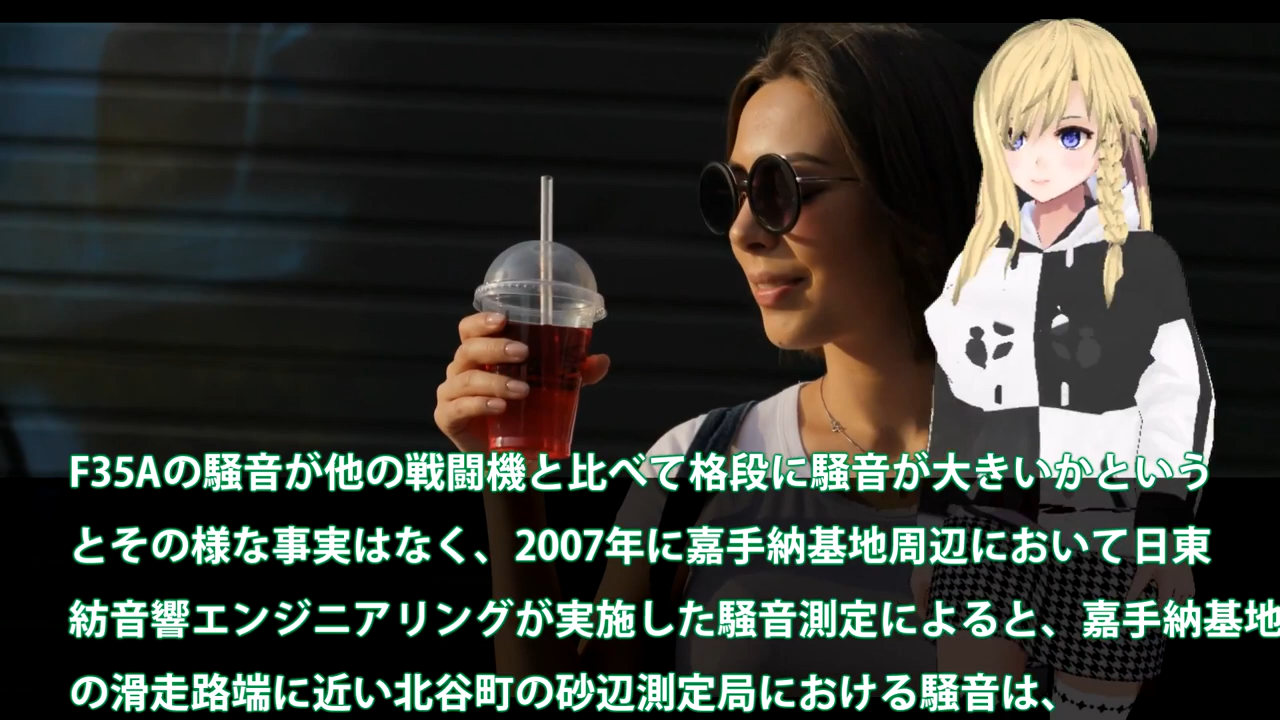 F35Aの騒音が他の戦闘機と比べて格段に騒音が大きいかという
とその様な事実はなく、2007年に嘉手納基地周辺において日東
紡音響エンジニアリングが実施した騒音測定によると、嘉手納基地
の滑走路端に近い北谷町の砂辺測定局における騒音は、